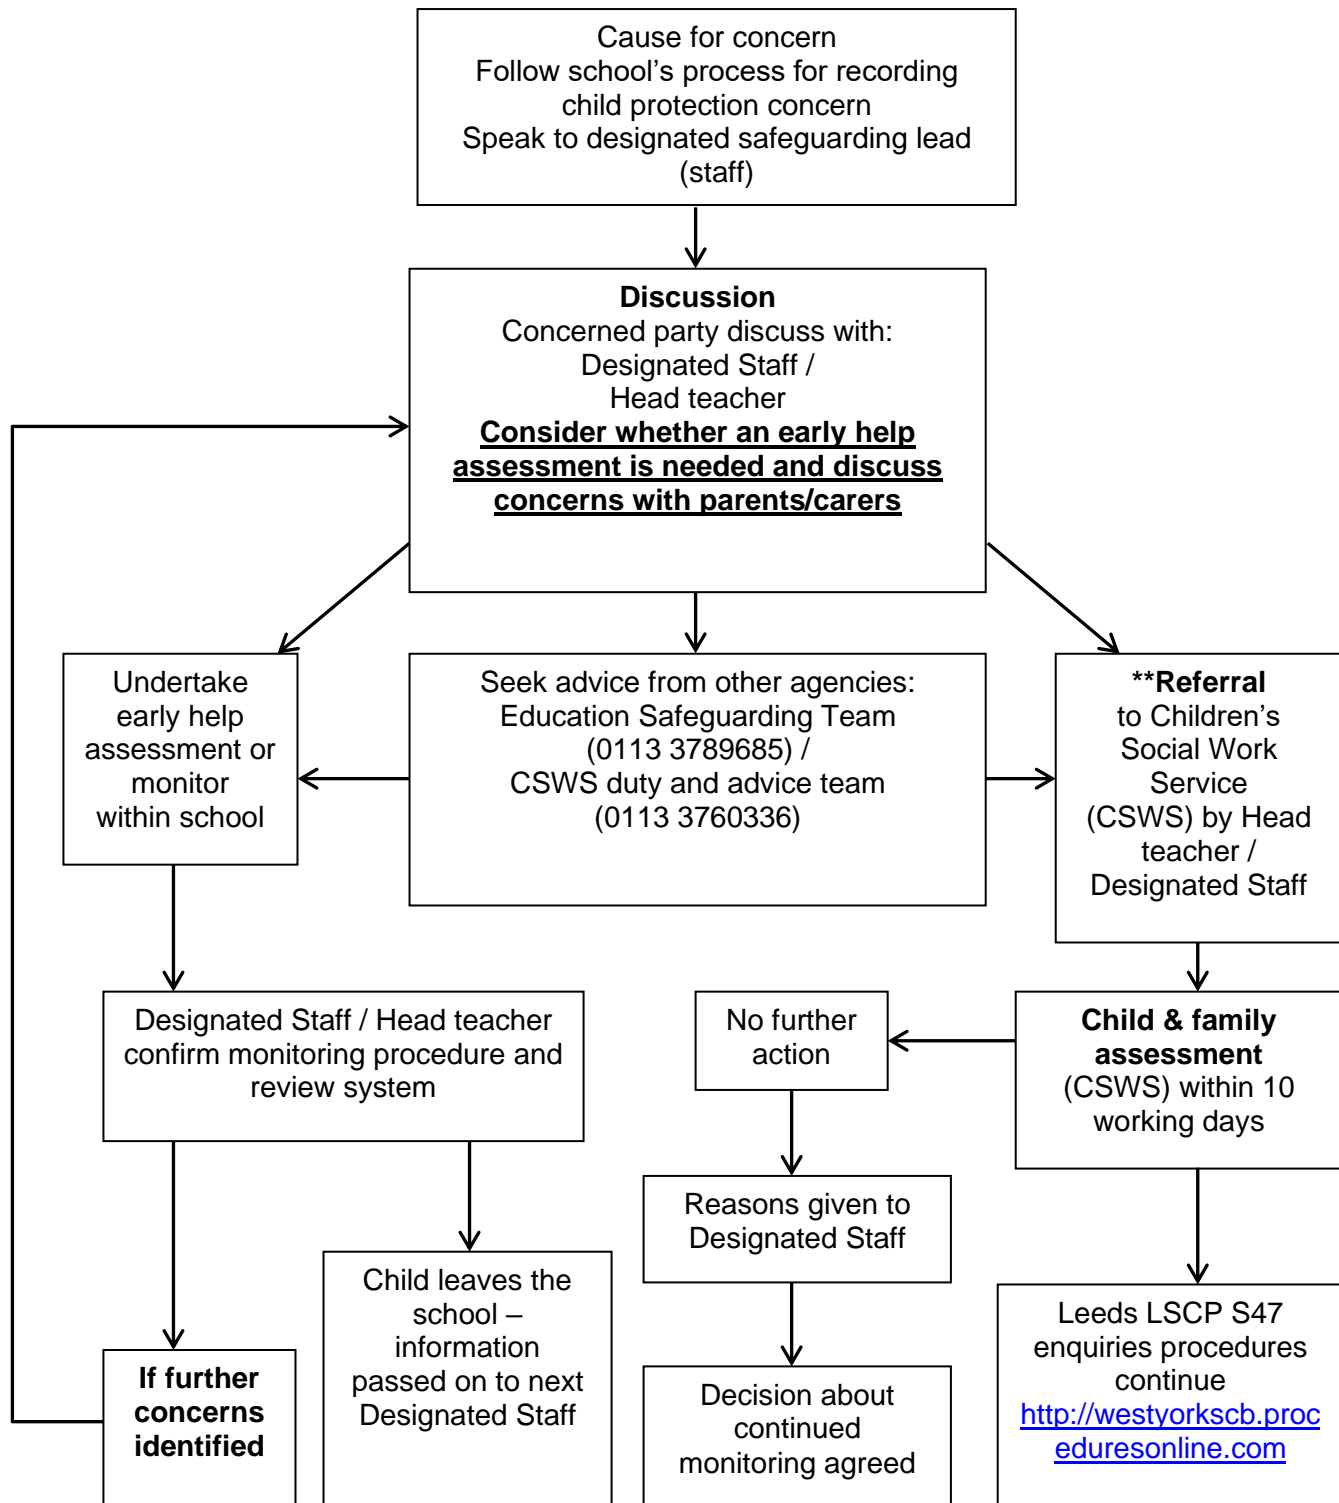 Cause for concern
Follow school’s process for recording
child protection concern
Speak to designated safeguarding lead
(staff)
Discussion
Concerned party discuss with:
Designated Staff /
Head teacher
Consider whether an early help
assessment is needed and discuss
concerns with parents/carers
Undertake
early help
assessment or
monitor
within school
Seek advice from other agencies:
Education Safeguarding Team
(0113 3789685) /
CSWS duty and advice team
(0113 3760336)
**Referral
to Children’s
Social Work
Service
(CSWS) by Head
teacher /
Designated Staff
Designated Staff / Head teacher
confirm monitoring procedure and
review system
No further
action
Child & family
assessment
(CSWS) within 10
working days
Reasons given to
Designated Staff
If further
concerns
identified
Child leaves the
school –
information
passed on to next
Designated Staff
Decision about
continued
monitoring agreed
Leeds LSCP S47
enquiries procedures
continue
http://westyorkscb.proc
eduresonline.com